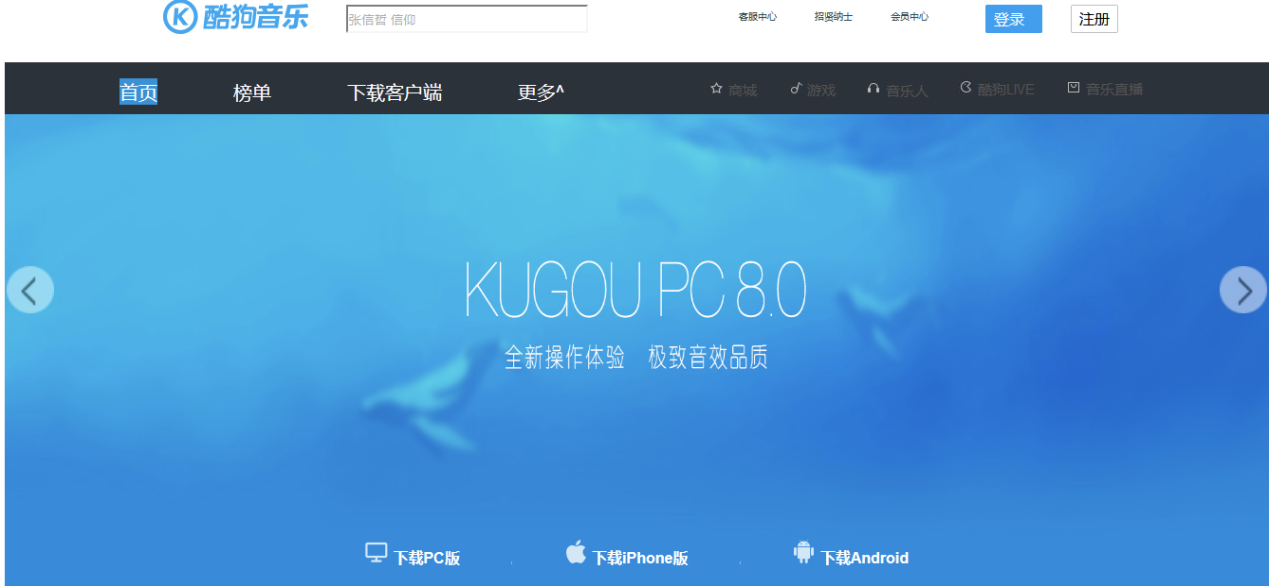 酷狗音乐 张信哲 信仰 客服中心 招贤纳士 会员中心 登录 注册
首页 榜单 下载客户端 更多^ 商城 游戏 音乐人 酷狗LIVE 音乐直播
KUGOU PC 8.0
全新操作体验 极致音效品质
下载PC版 下载iPhone版 下载Android